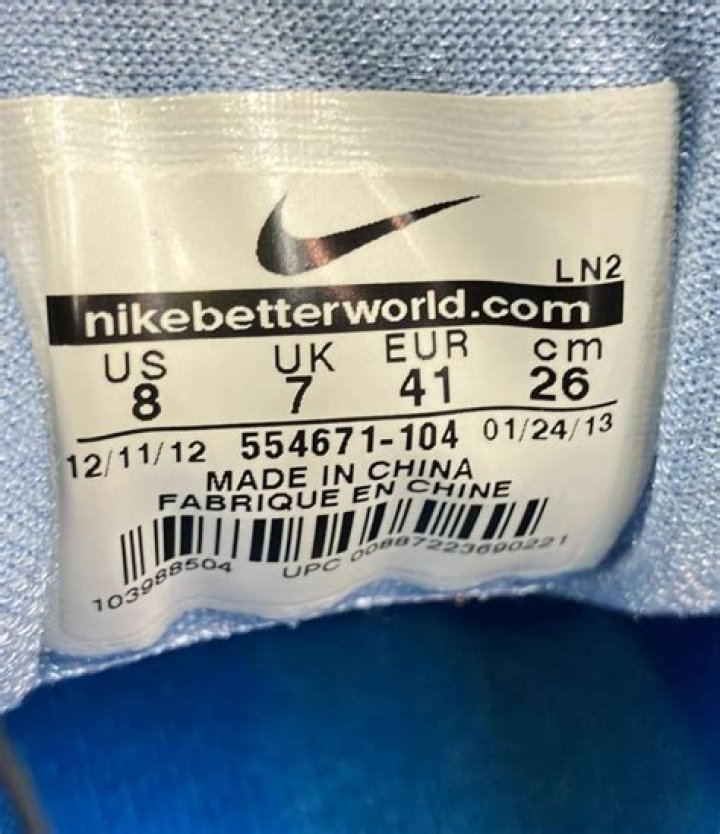 LN2
nikebetterworld.com
US UK EUR cm
8 7 41 26
12/11/12 554671-104 01/24/13
MADE IN CHINA
FABRIQUE EN CHINE
103988504 UPC 00887223690221